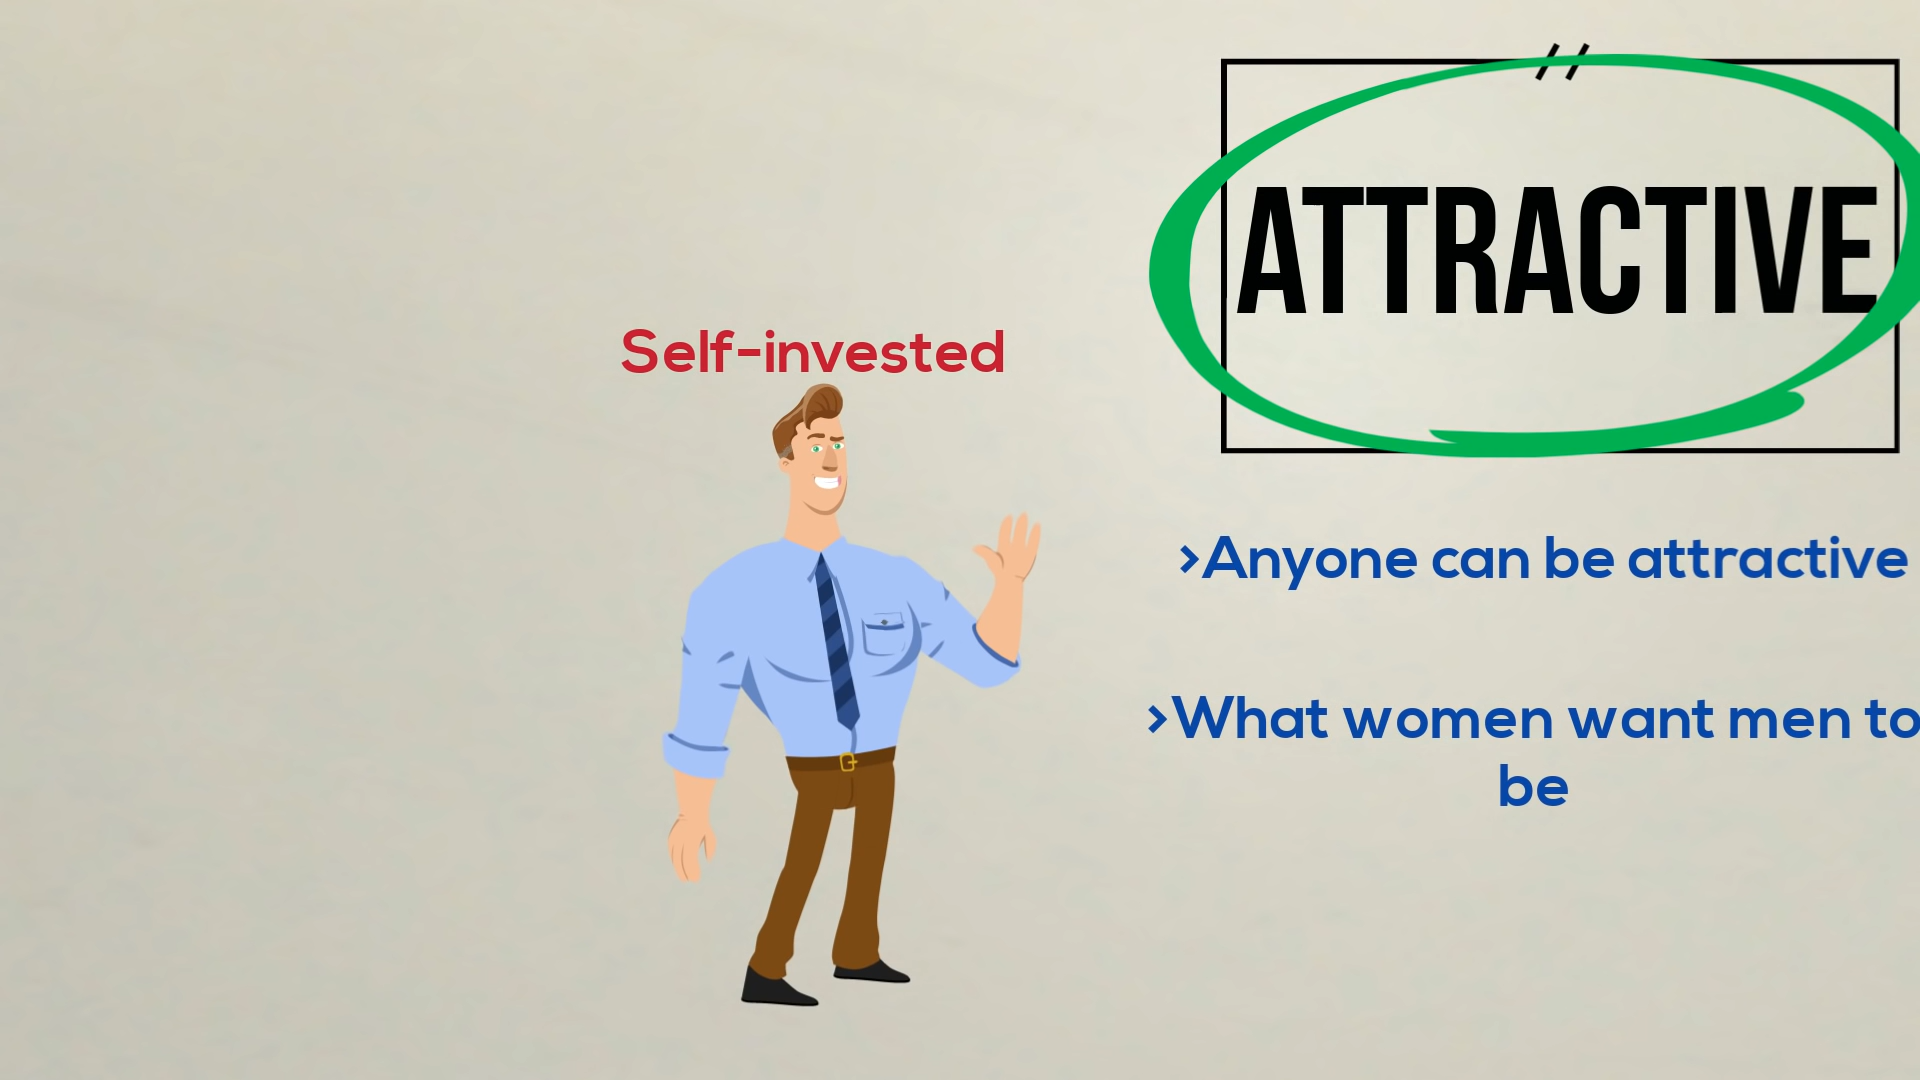 ATTRACTIVE
Self-invested
>Anyone can be attractive
>What women want men to
be